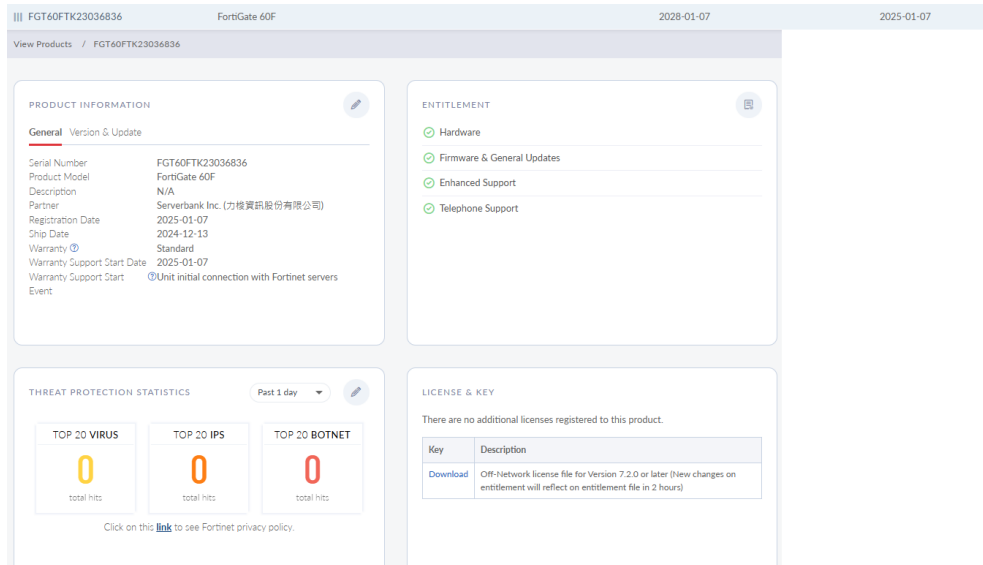 FGT60FTK23036836 FortiGate 60F 2028-01-07 2025-01-07
View Products / FGT60FTK23036836
PRODUCT INFORMATION
General Version & Update
Serial Number FGT60FTK23036836
Product Model FortiGate 60F
Description N/A
Partner Serverbank Inc. (力梭資訊股份有限公司)
Registration Date 2025-01-07
Ship Date 2024-12-13
Warranty Standard
Warranty Support Start Date 2025-01-07
Warranty Support Start Unit initial connection with Fortinet servers
Event
ENTITLEMENT
Hardware
Firmware & General Updates
Enhanced Support
Telephone Support
THREAT PROTECTION STATISTICS Past 1 day
TOP 20 VIRUS TOP 20 IPS TOP 20 BOTNET
0 0 0
total hits total hits total hits
Click on this link to see Fortinet privacy policy.
LICENSE & KEY
There are no additional licenses registered to this product.
Key Description
Download Off-Network license file for Version 7.2.0 or later (New changes on
entitlement will reflect on entitlement file in 2 hours)